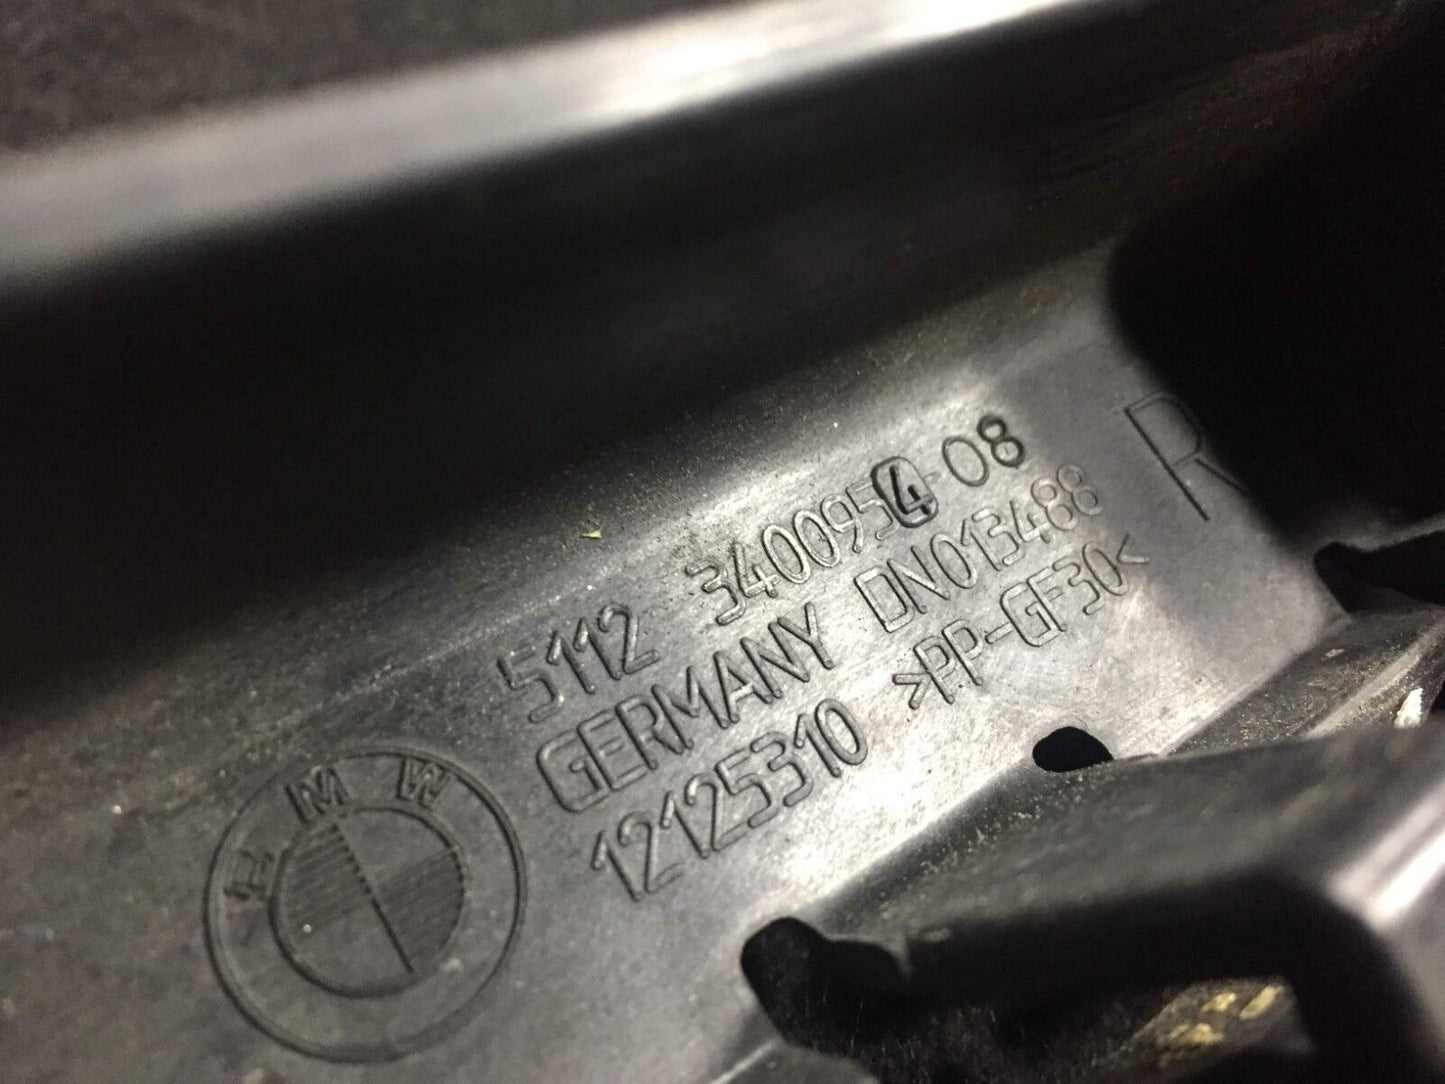 5112 3400954-08
GERMANY DN013488
12125310 >PP-GF30<
R
BMW